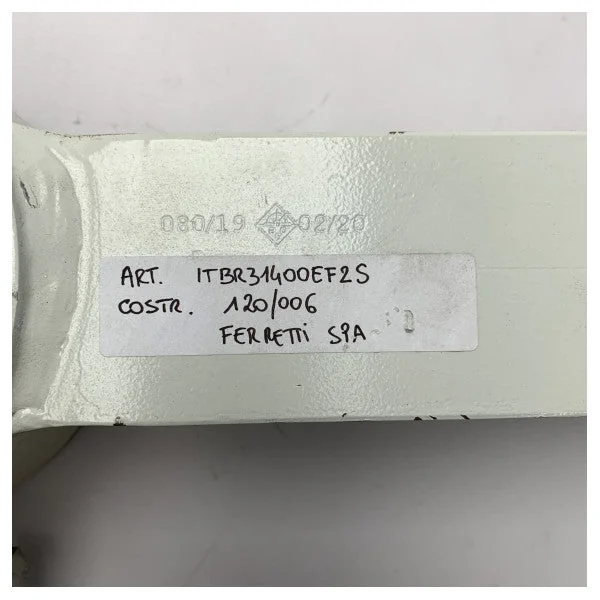 080/19 02/20
ART. ITBR31400EF2S
COSTR. 120/006
FERRETTI SPA